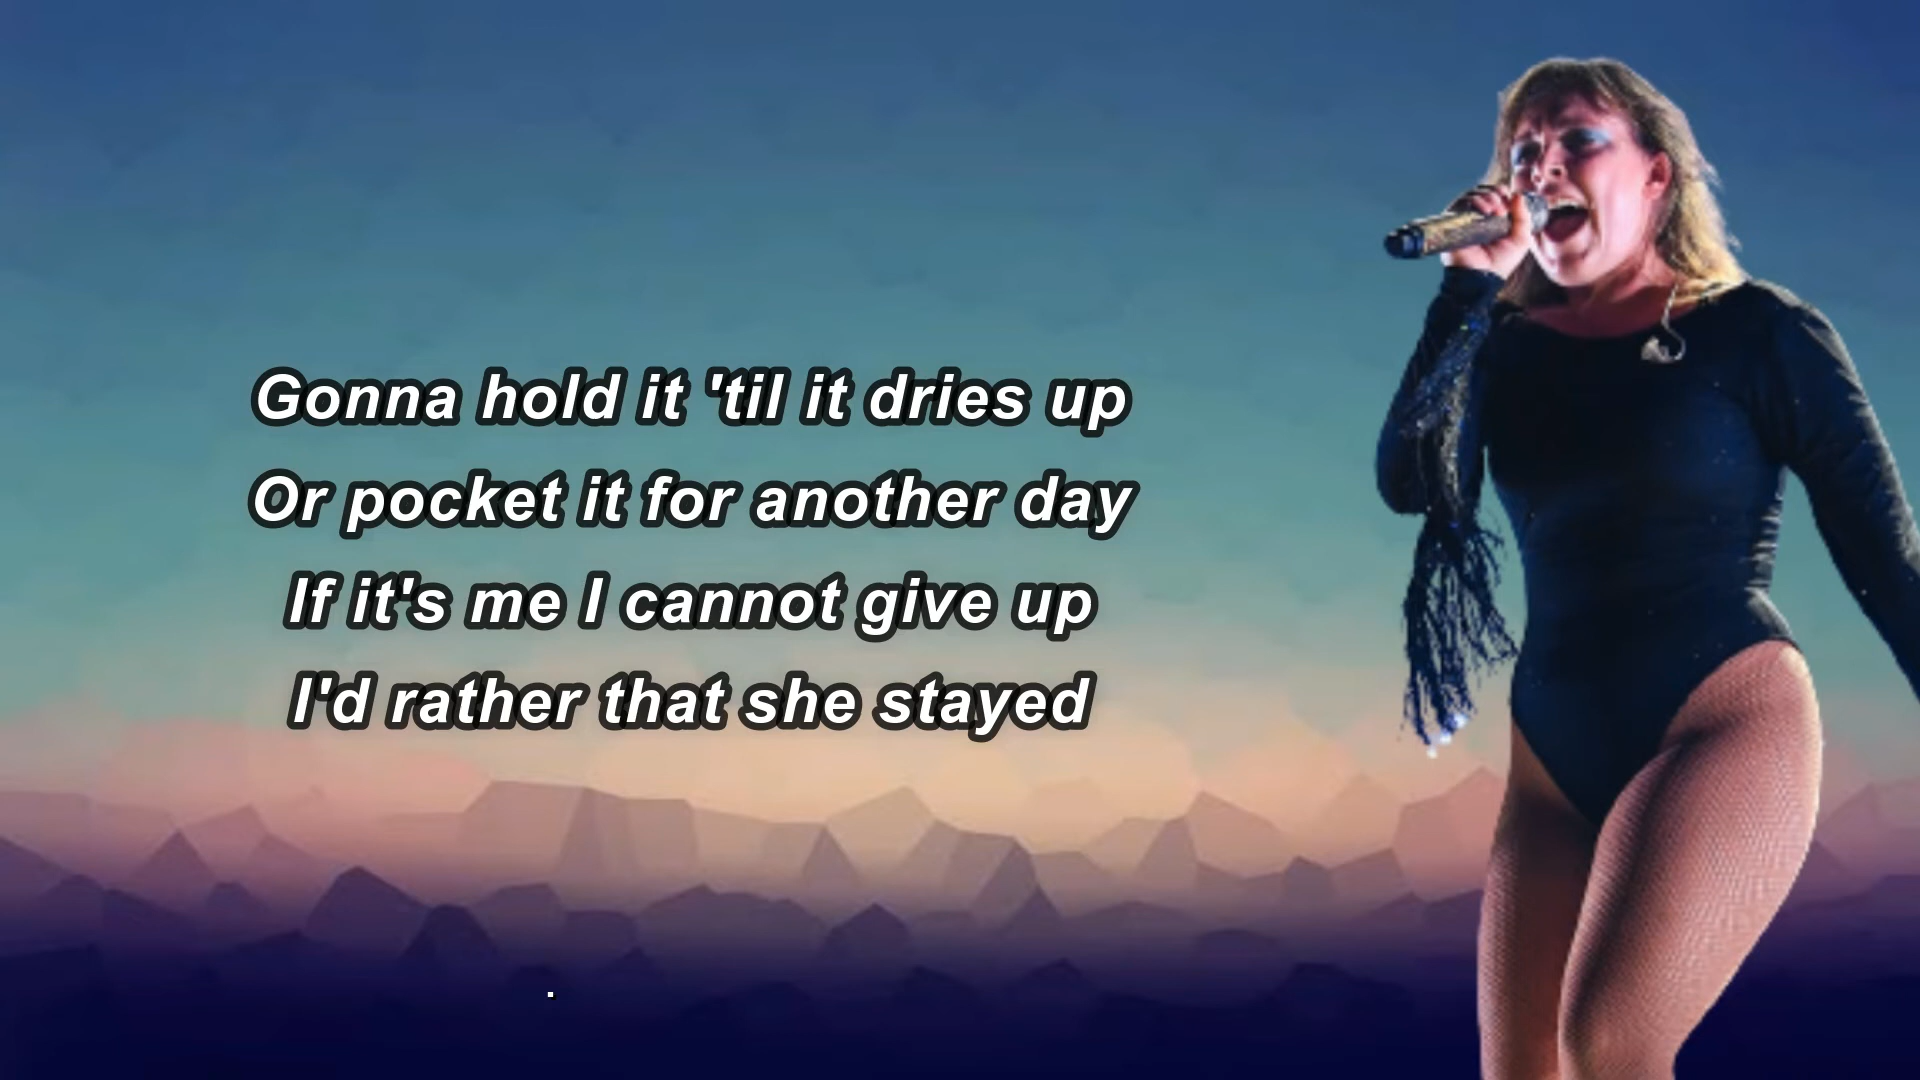 Gonna hold it 'til it dries up
Or pocket it for another day
If it's me I cannot give up
I'd rather that she stayed
.